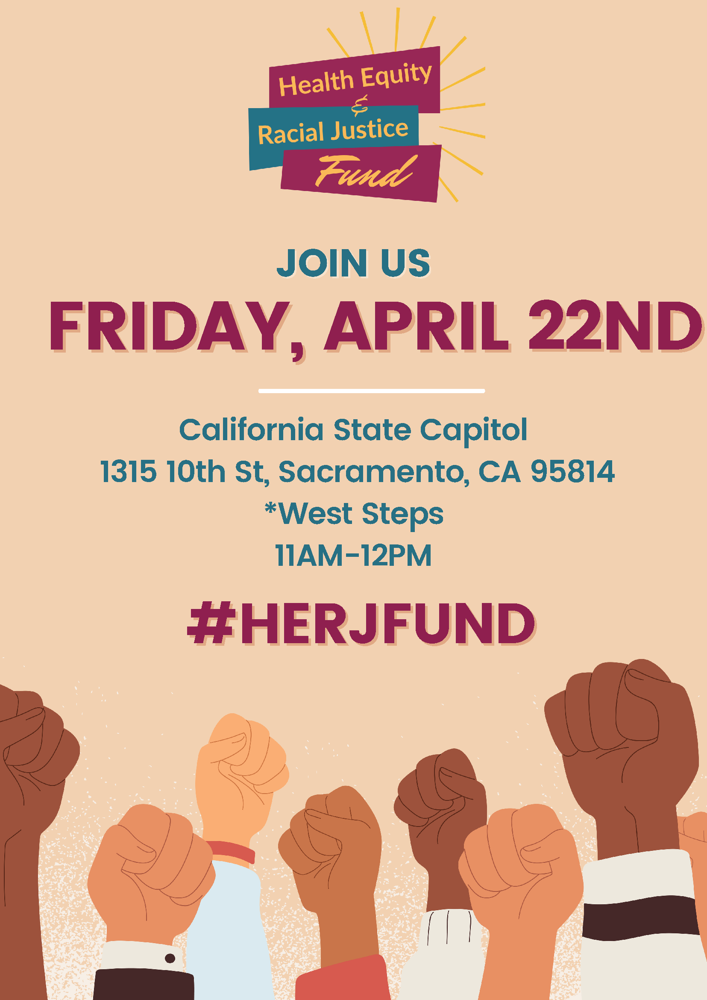 Health Equity
&
Racial Justice
Fund
JOIN US
FRIDAY, APRIL 22ND
California State Capitol
1315 10th St, Sacramento, CA 95814
*West Steps
11AM-12PM
#HERJFUND